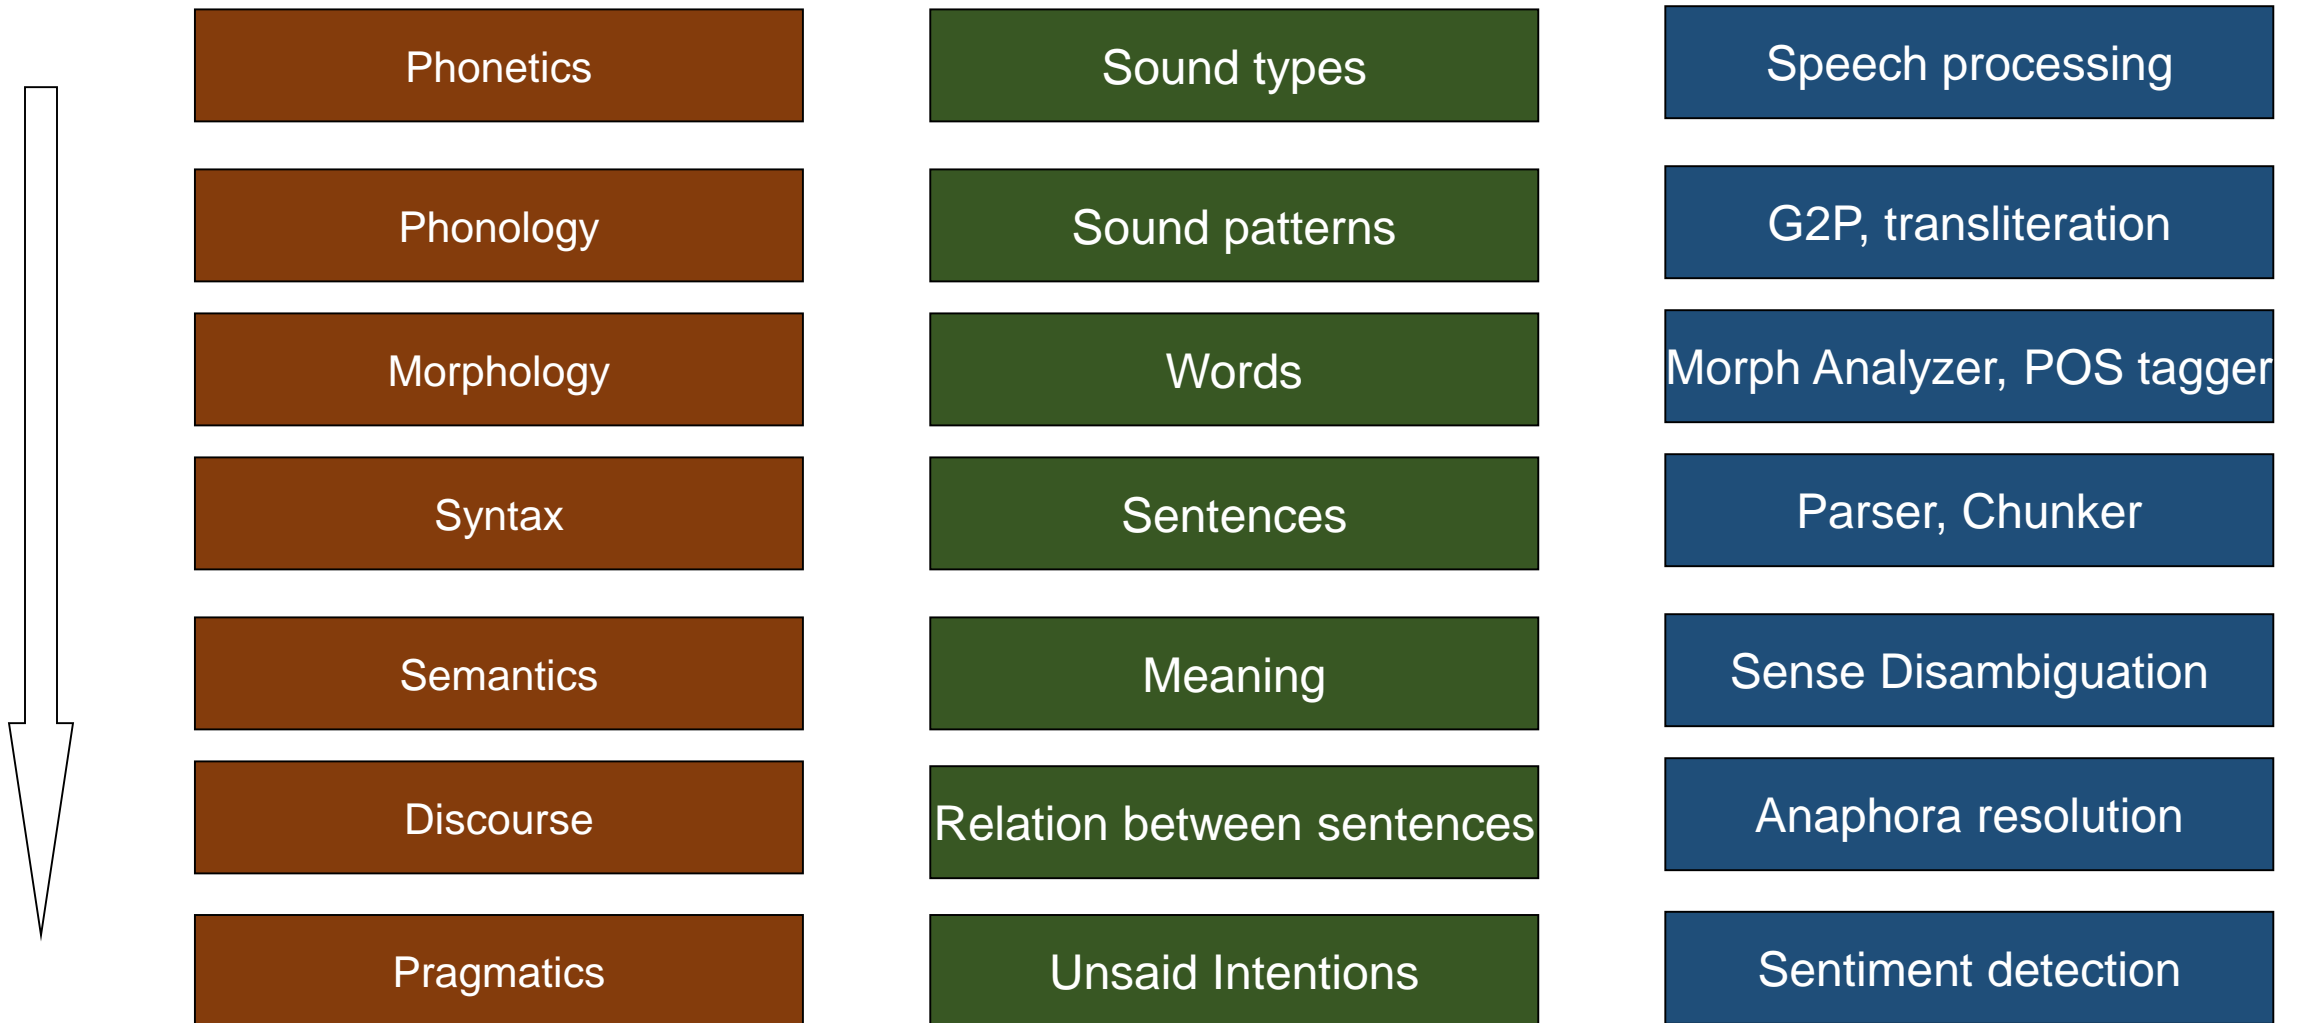 Phonetics
Sound types
Speech processing
Phonology
Sound patterns
G2P, transliteration
Morphology
Words
Morph Analyzer, POS tagger
Syntax
Sentences
Parser, Chunker
Semantics
Meaning
Sense Disambiguation
Discourse
Relation between sentences
Anaphora resolution
Pragmatics
Unsaid Intentions
Sentiment detection